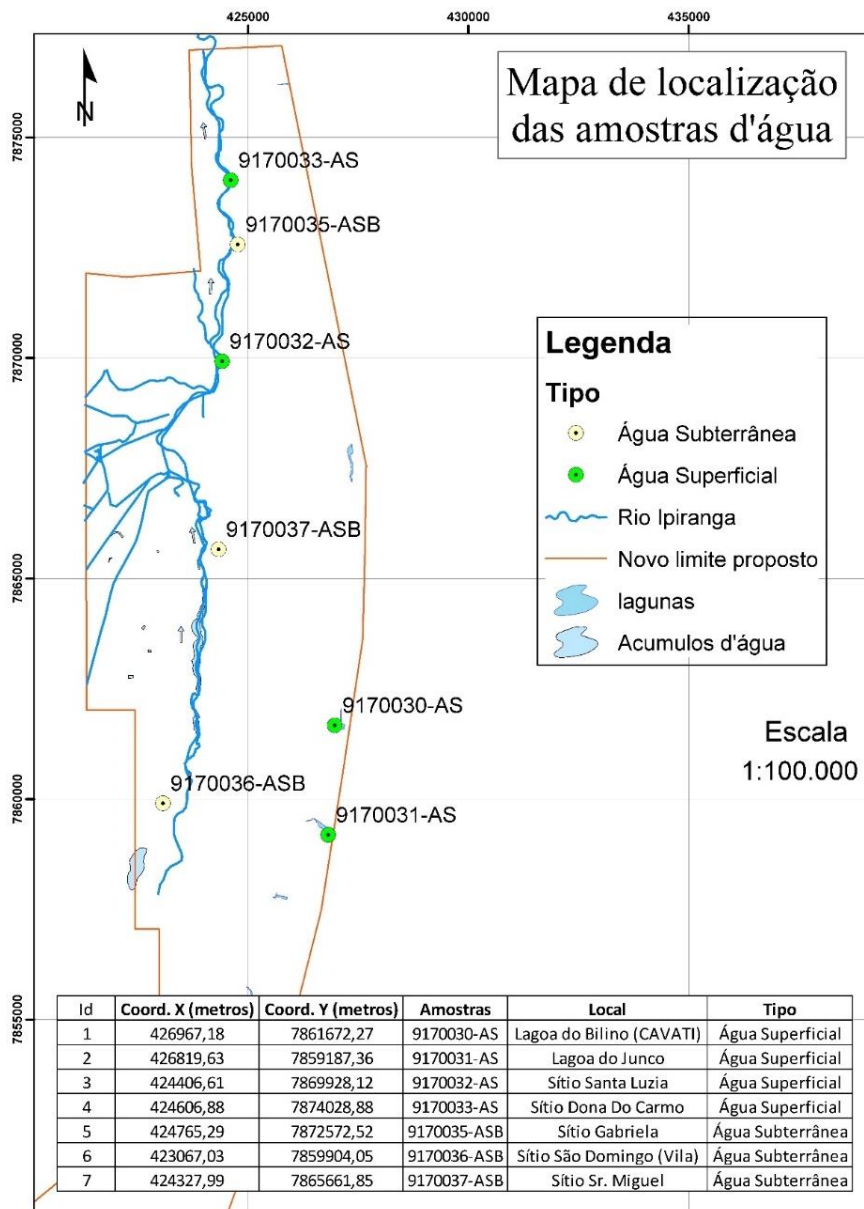 425000
430000
435000
Mapa de localização
das amostras d'água
N
7875000
9170033-AS
9170035-ASB
7870000
9170032-AS
Legenda
Tipo
Água Subterrânea
Água Superficial
Rio Ipiranga
Novo limite proposto
lagunas
Acumulos d'água
9170037-ASB
7865000
9170030-AS
Escala
1:100.000
9170036-ASB
7860000
9170031-AS
7855000
Id Coord. X (metros) Coord. Y (metros) Amostras Local Tipo
1 426967,18 7861672,27 9170030-AS Lagoa do Bilino (CAVATI) Água Superficial
2 426819,63 7859187,36 9170031-AS Lagoa do Junco Água Superficial
3 424406,61 7869928,12 9170032-AS Sítio Santa Luzia Água Superficial
4 424606,88 7874028,88 9170033-AS Sítio Dona Do Carmo Água Superficial
5 424765,29 7872572,52 9170035-ASB Sítio Gabriela Água Subterrânea
6 423067,03 7859904,05 9170036-ASB Sítio São Domingo (Vila) Água Subterrânea
7 424327,99 7865661,85 9170037-ASB Sítio Sr. Miguel Água Subterrânea